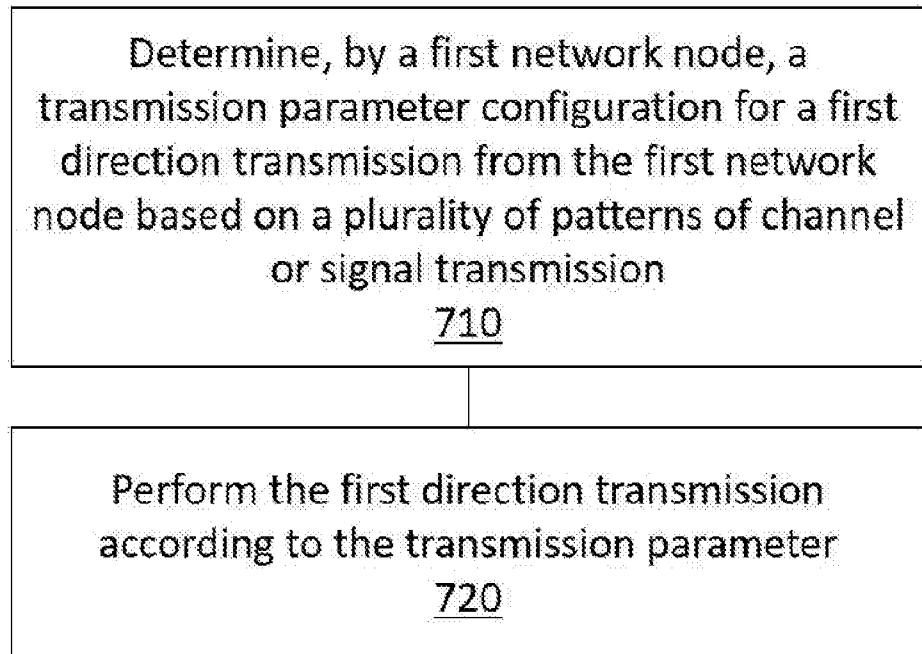 Determine, by a first network node, a
transmission parameter configuration for a first
direction transmission from the first network
node based on a plurality of patterns of channel
or signal transmission
710
Perform the first direction transmission
according to the transmission parameter
720